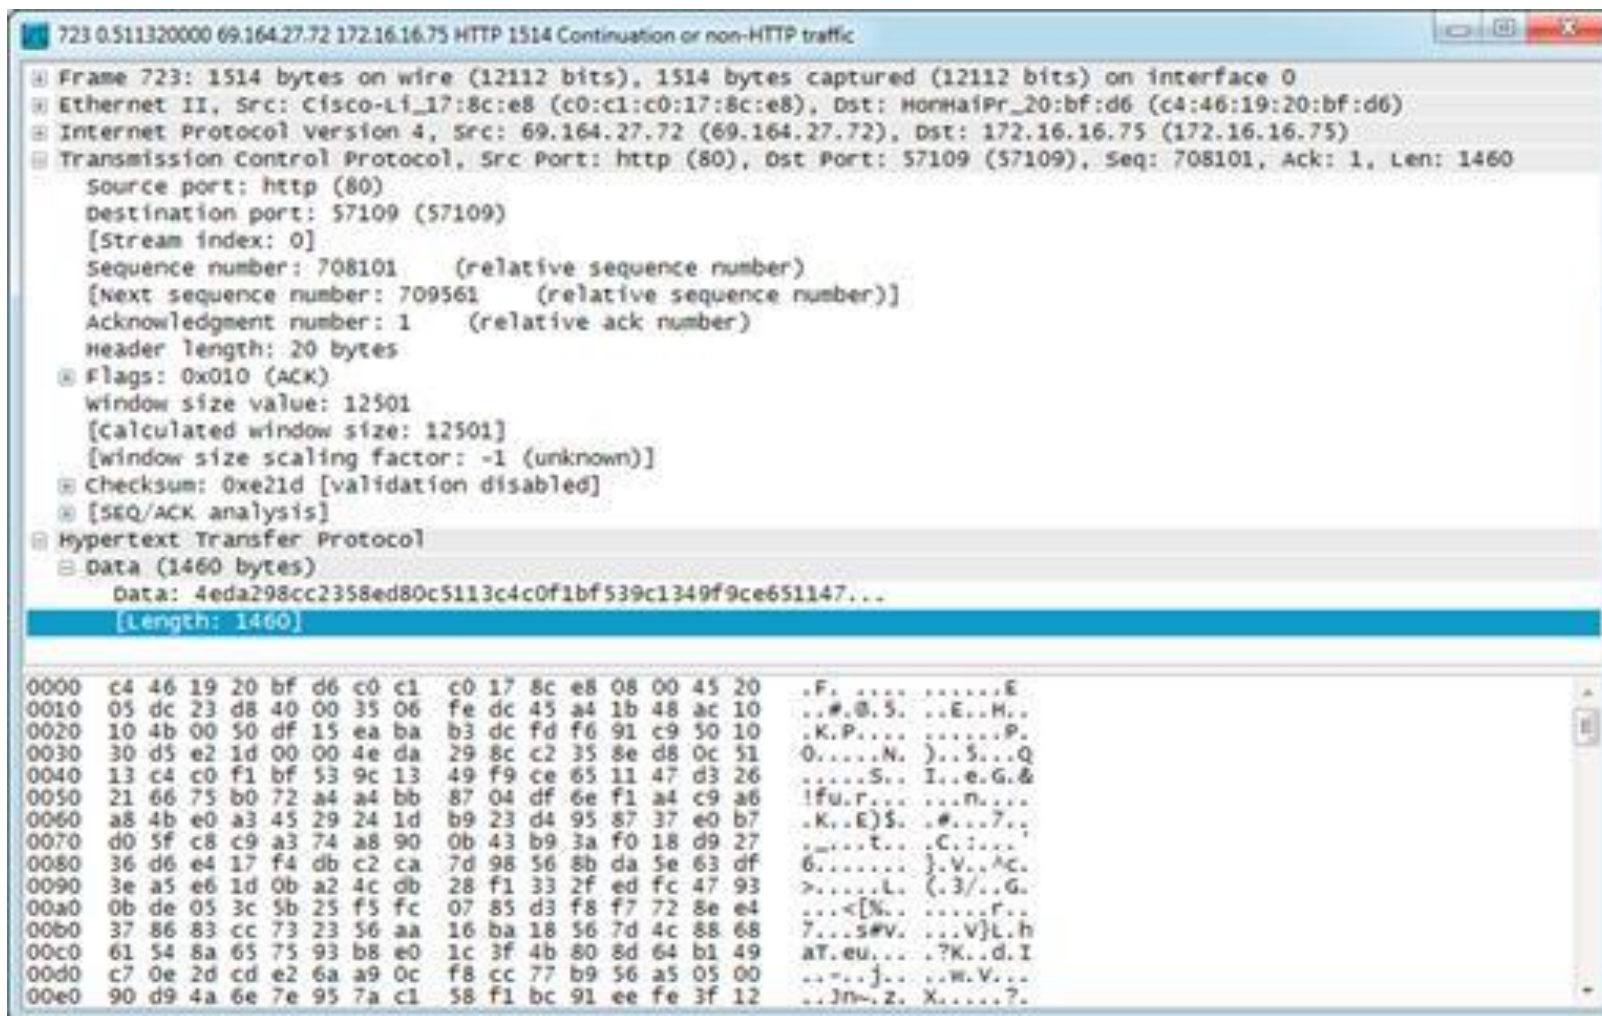 723 0.511320000 69.164.27.72 172.16.16.75 HTTP 1514 Continuation or non-HTTP traffic
Frame 723: 1514 bytes on wire (12112 bits), 1514 bytes captured (12112 bits) on interface 0
Ethernet II, Src: Cisco-Li_17:8c:e8 (c0:c1:c0:17:8c:e8), Dst: HonHaiPr_20:bf:d6 (c4:46:19:20:bf:d6)
Internet Protocol Version 4, Src: 69.164.27.72 (69.164.27.72), Dst: 172.16.16.75 (172.16.16.75)
Transmission Control Protocol, Src Port: http (80), Dst Port: 57109 (57109), Seq: 708101, Ack: 1, Len: 1460
Source port: http (80)
Destination port: 57109 (57109)
[Stream index: 0]
Sequence number: 708101 (relative sequence number)
[Next sequence number: 709561 (relative sequence number)]
Acknowledgment number: 1 (relative ack number)
Header length: 20 bytes
Flags: 0x010 (ACK)
Window size value: 12501
[Calculated window size: 12501]
[Window size scaling factor: -1 (unknown)]
Checksum: 0xe21d [validation disabled]
[SEQ/ACK analysis]
Hypertext Transfer Protocol
Data (1460 bytes)
Data: 4eda298cc2358ed80c5113c4c0f1bf539c1349f9ce651147...
[Length: 1460]
0000 c4 46 19 20 bf d6 c0 c1 c0 17 8c e8 08 00 45 20 .F. .... ......E
0010 05 dc 23 d8 40 00 35 06 fe dc 45 a4 1b 48 ac 10 ..#.@.5. ..E..H..
0020 10 4b 00 50 df 15 ea ba b3 dc fd f6 91 c9 50 10 .K.P.... ......P.
0030 30 d5 e2 1d 00 00 4e da 29 8c c2 35 8e d8 0c 51 0.....N. )..5...Q
0040 13 c4 c0 f1 bf 53 9c 13 49 f9 ce 65 11 47 d3 26 .....S.. I..e.G.&
0050 21 66 75 b0 72 a4 a4 bb 87 04 df 6e f1 a4 c9 a6 !fu.r... ...n....
0060 a8 4b e0 a3 45 29 24 1d b9 23 d4 95 87 37 e0 b7 .K..E)$. .#...7..
0070 d0 5f c8 c9 a3 74 a8 90 0b 43 b9 3a f0 18 d9 27 ._...t.. .C.:...'
0080 36 d6 e4 17 f4 db c2 ca 7d 98 56 8b da 5e 63 df 6....... }.V..^c.
0090 3e a5 e6 1d 0b a2 4c db 28 f1 33 2f ed fc 47 93 >.....L. (.3/..G.
00a0 0b de 05 3c 5b 25 f5 fc 07 85 d3 f8 f7 72 8e e4 ...<[%.. .....r..
00b0 37 86 83 cc 73 23 56 aa 16 ba 18 56 7d 4c 88 68 7...s#V. ...V}L.h
00c0 61 54 8a 65 75 93 b8 e0 1c 3f 4b 80 8d 64 b1 49 aT.eu... .?K..d.I
00d0 c7 0e 2d cd e2 6a a9 0c f8 cc 77 b9 56 a5 05 00 ..-..j.. ..w.V...
00e0 90 d9 4a 6e 7e 95 7a c1 58 f1 bc 91 ee fe 3f 12 ..Jn~.z. X.....?.